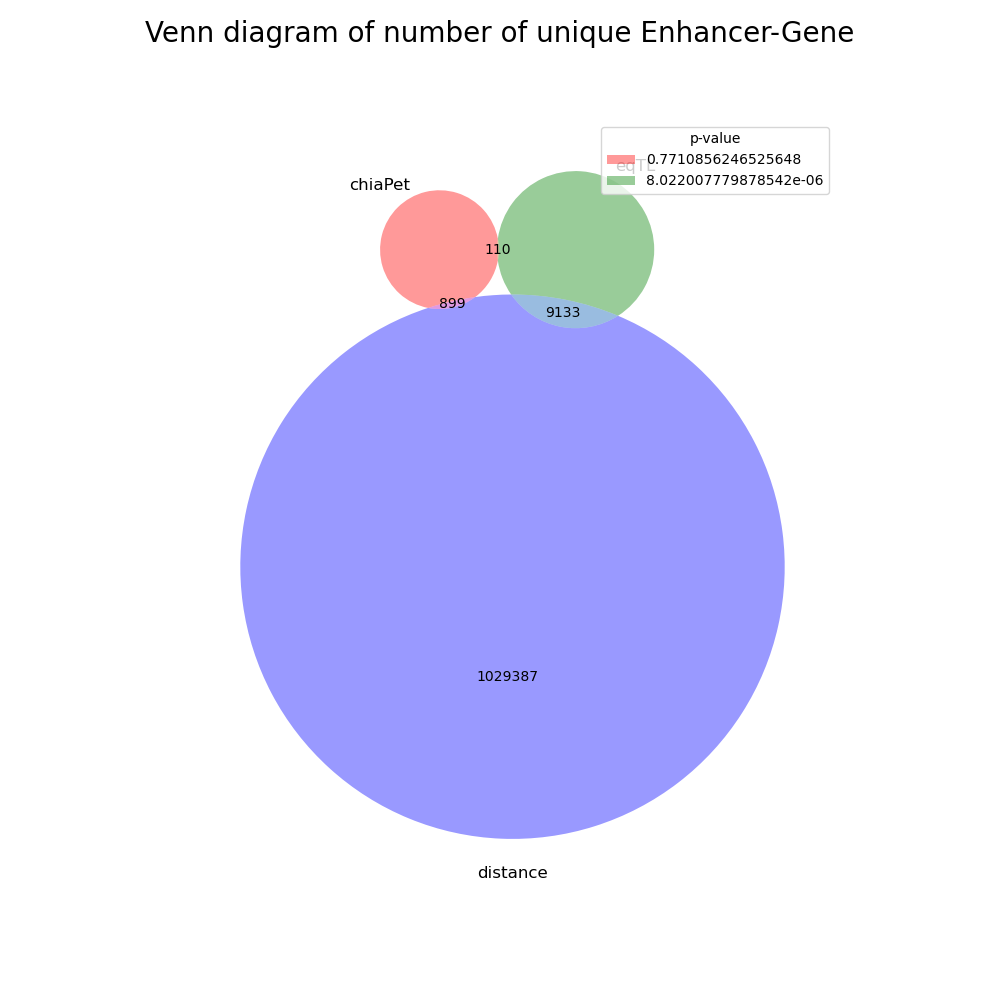 Venn diagram of number of unique Enhancer-Gene
p-value
0.7710856246525648
8.022007779878542e-06
eqTL
chiaPet
110
899
9133
1029387
distance